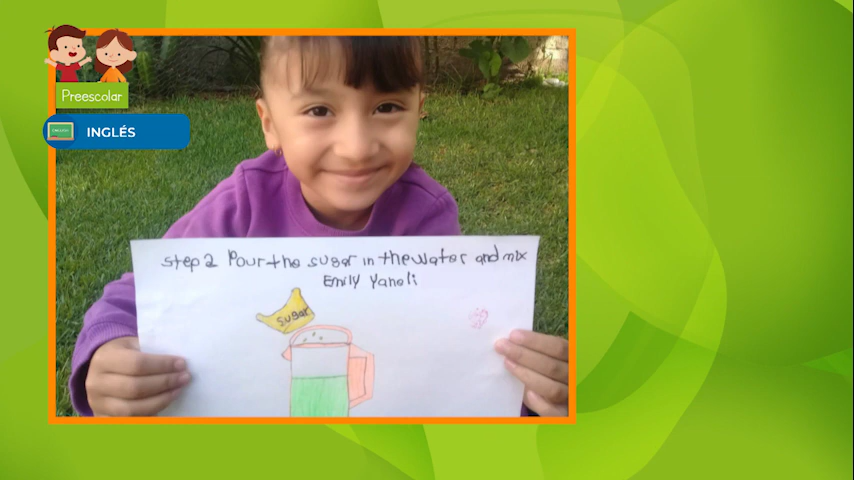 Preescolar
INGLÉS
step 2 Pour the sugar in the water and mix
Emily Yaneli
sugar